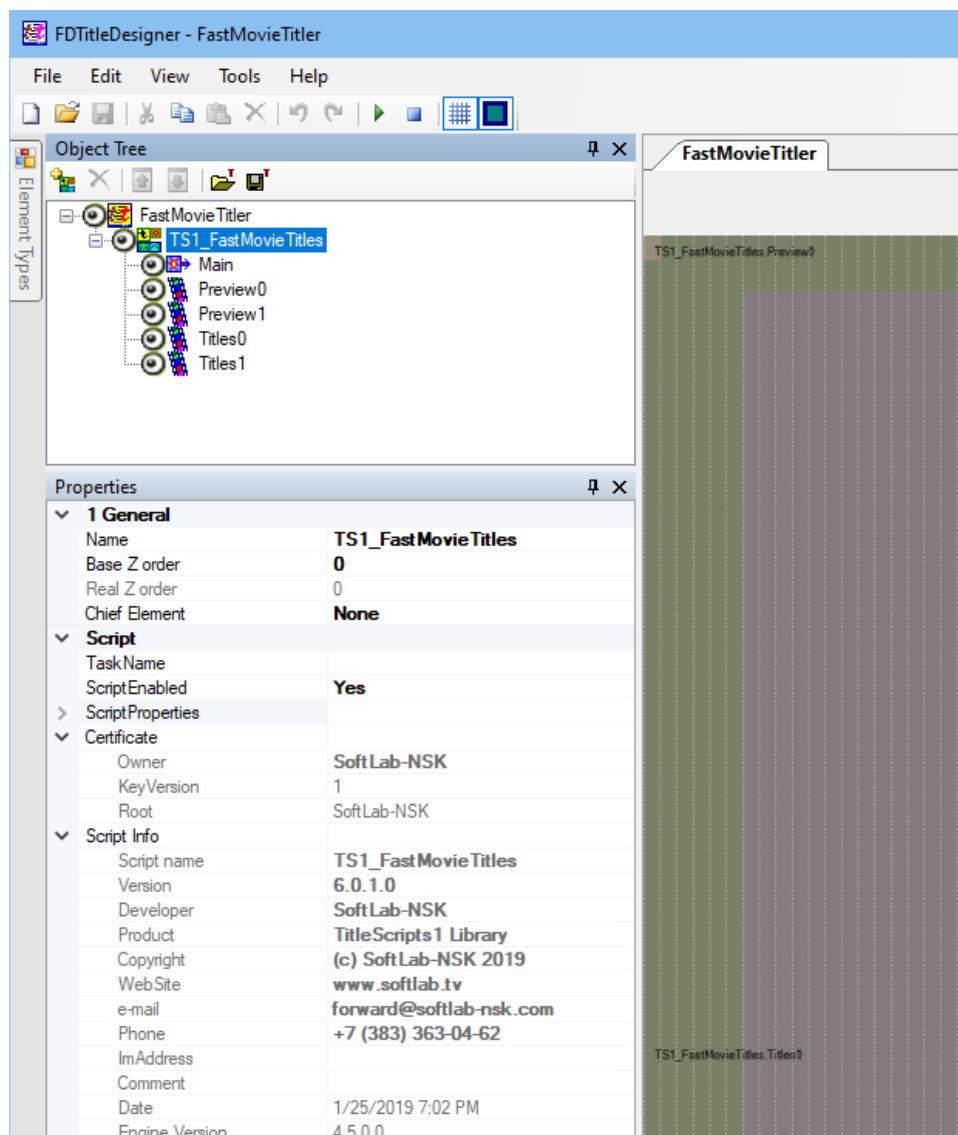 FDTitleDesigner - FastMovieTitler
File Edit View Tools Help
Element Types
Object Tree
FastMovieTitler
TS1_FastMovieTitles
Main
Preview0
Preview1
Titles0
Titles1
Properties
1 General
Name TS1_FastMovieTitles
Base Z order 0
Real Z order 0
Chief Element None
Script
TaskName
ScriptEnabled Yes
ScriptProperties
Certificate
Owner SoftLab-NSK
KeyVersion 1
Root SoftLab-NSK
Script Info
Script name TS1_FastMovieTitles
Version 6.0.1.0
Developer SoftLab-NSK
Product TitleScripts1 Library
Copyright (c) SoftLab-NSK 2019
WebSite www.softlab.tv
e-mail forward@softlab-nsk.com
Phone +7 (383) 363-04-62
ImAddress
Comment
Date 1/25/2019 7:02 PM
Engine Version 4.5.0.0
FastMovieTitler
TS1_FastMovieTitles.Preview0
TS1_FastMovieTitles.Titles0